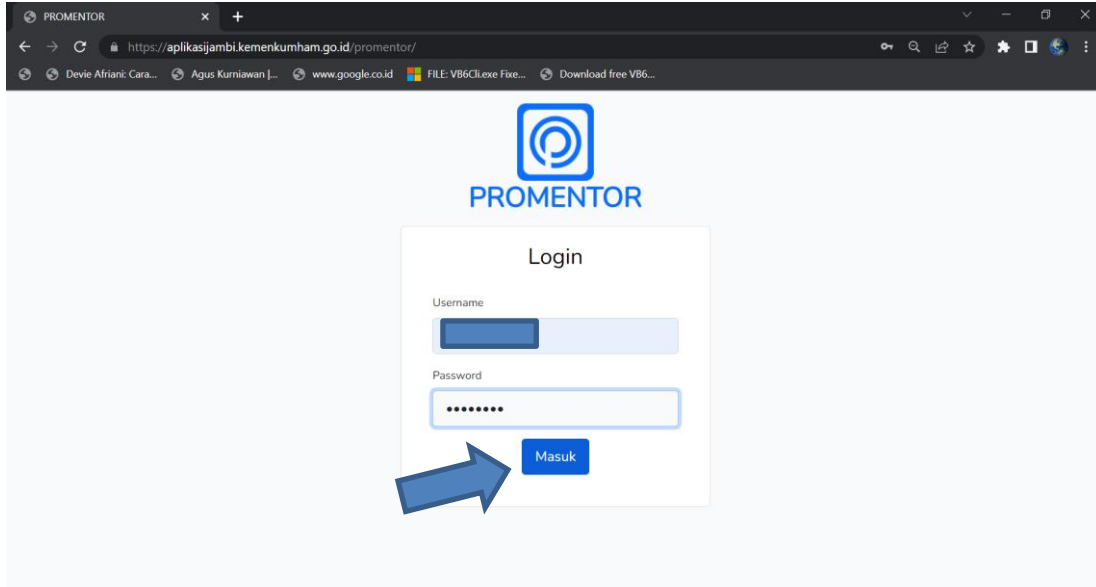 PROMENTOR
https://aplikasijambi.kemenkumham.go.id/promentor/
Devie Afriani: Cara... Agus Kurniawan |... www.google.co.id FILE: VB6Cli.exe Fixe... Download free VB6...
PROMENTOR
Login
Username
Password
Masuk